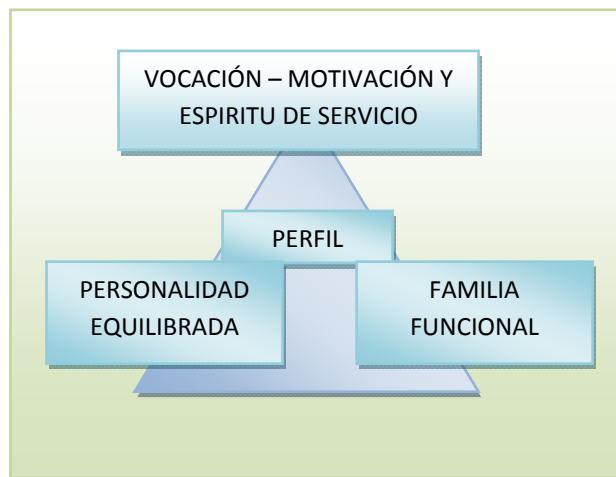 VOCACIÓN – MOTIVACIÓN Y
ESPIRITU DE SERVICIO
PERFIL
PERSONALIDAD
EQUILIBRADA
FAMILIA
FUNCIONAL